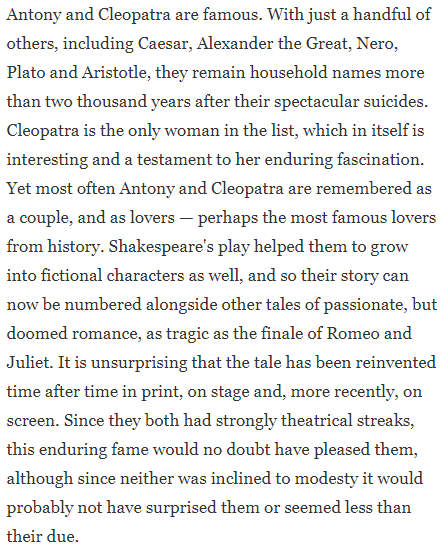 Antony and Cleopatra are famous. With just a handful of
others, including Caesar, Alexander the Great, Nero,
Plato and Aristotle, they remain household names more
than two thousand years after their spectacular suicides.
Cleopatra is the only woman in the list, which in itself is
interesting and a testament to her enduring fascination.
Yet most often Antony and Cleopatra are remembered as
a couple, and as lovers — perhaps the most famous lovers
from history. Shakespeare's play helped them to grow
into fictional characters as well, and so their story can
now be numbered alongside other tales of passionate, but
doomed romance, as tragic as the finale of Romeo and
Juliet. It is unsurprising that the tale has been reinvented
time after time in print, on stage and, more recently, on
screen. Since they both had strongly theatrical streaks,
this enduring fame would no doubt have pleased them,
although since neither was inclined to modesty it would
probably not have surprised them or seemed less than
their due.